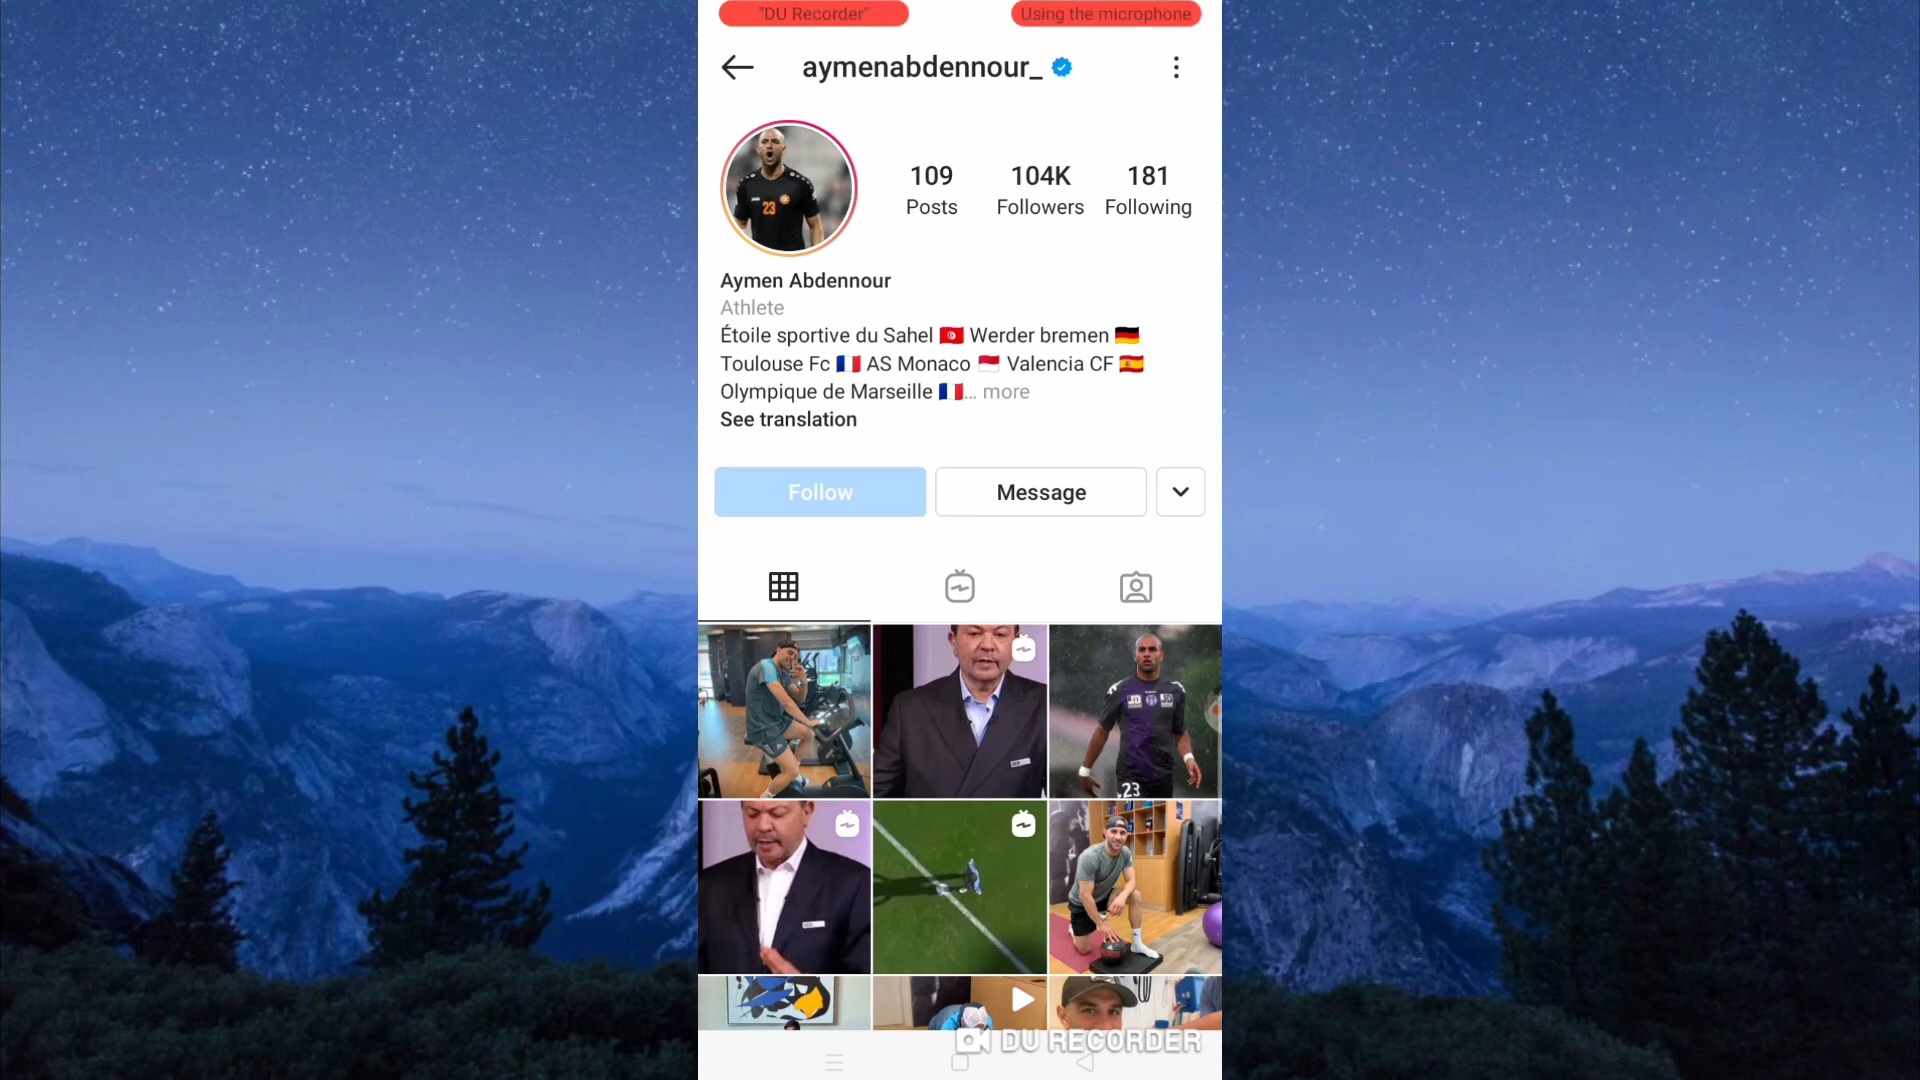 "DU Recorder" Using the microphone
aymenabdennour_
23
109 104K 181
Posts Followers Following
Aymen Abdennour
Athlete
Étoile sportive du Sahel 🇹🇳 Werder bremen 🇩🇪
Toulouse Fc 🇫🇷 AS Monaco 🇲🇨 Valencia CF 🇪🇸
Olympique de Marseille 🇫🇷... more
See translation
Follow Message
23
DU RECORDER